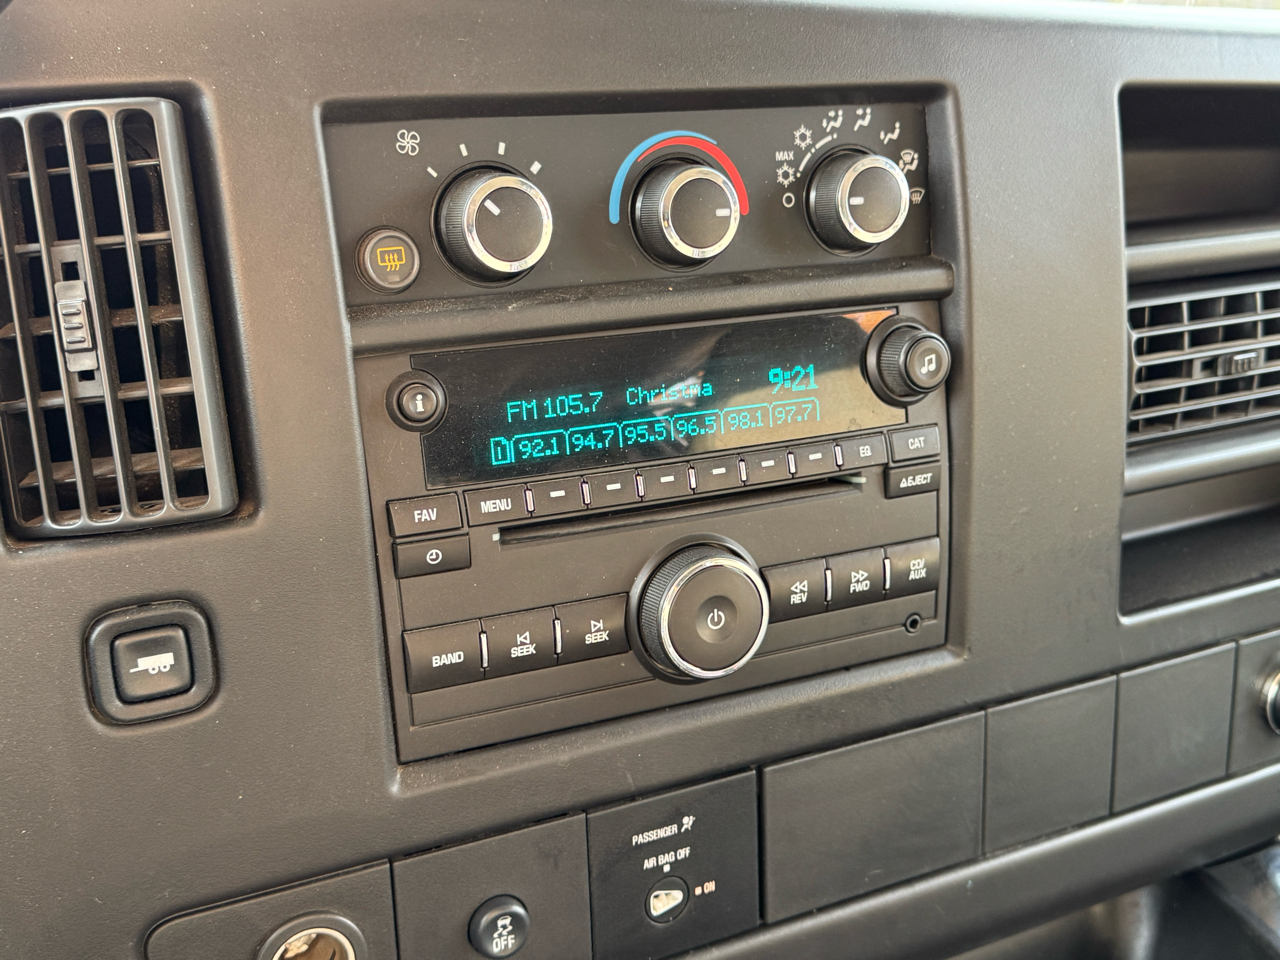 MAX
FM 105.7 Christma 9:21
1 92.1 94.7 95.5 96.5 98.1 97.7
i
FAV
MENU
EQ
CAT
EJECT
BAND
SEEK
SEEK
REV
FWD
CD/
AUX
PASSENGER
AIR BAG OFF
ON
OFF